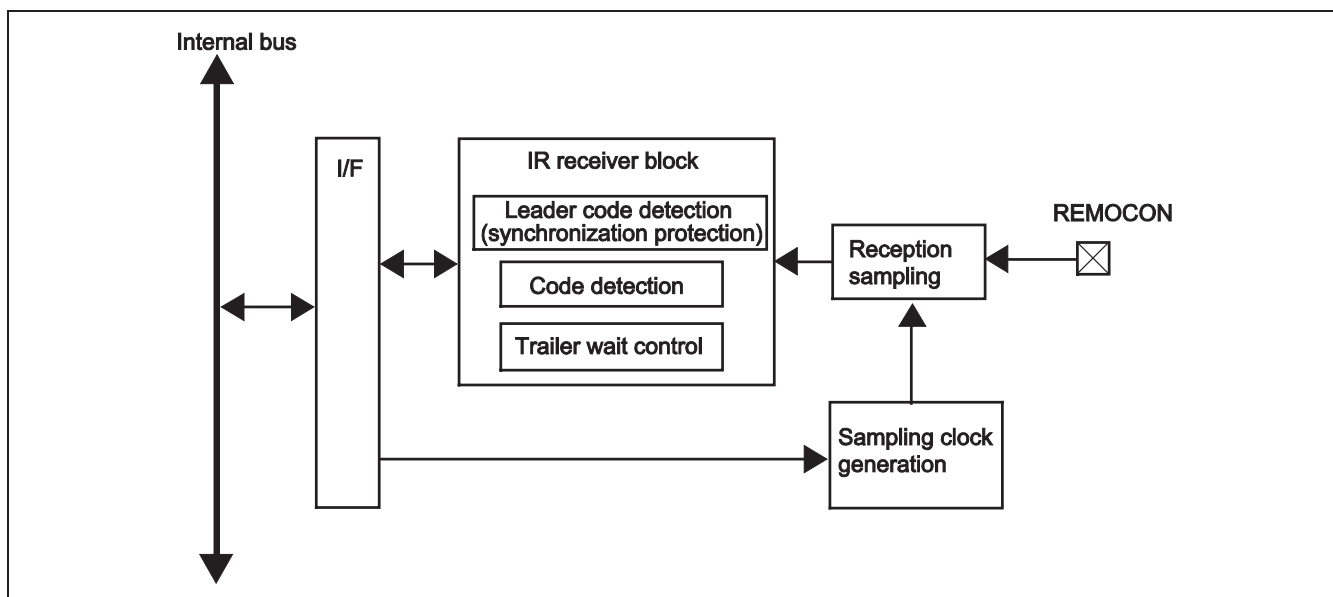 Internal bus
I/F
IR receiver block
Leader code detection
(synchronization protection)
Code detection
Trailer wait control
Reception
sampling
REMOCON
Sampling clock
generation